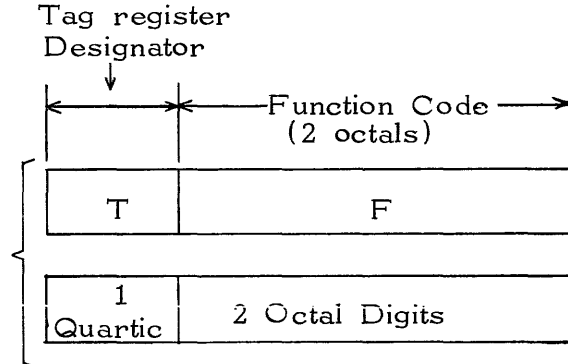 Tag register
Designator
Function Code
(2 octals)
T F
1
Quartic 2 Octal Digits